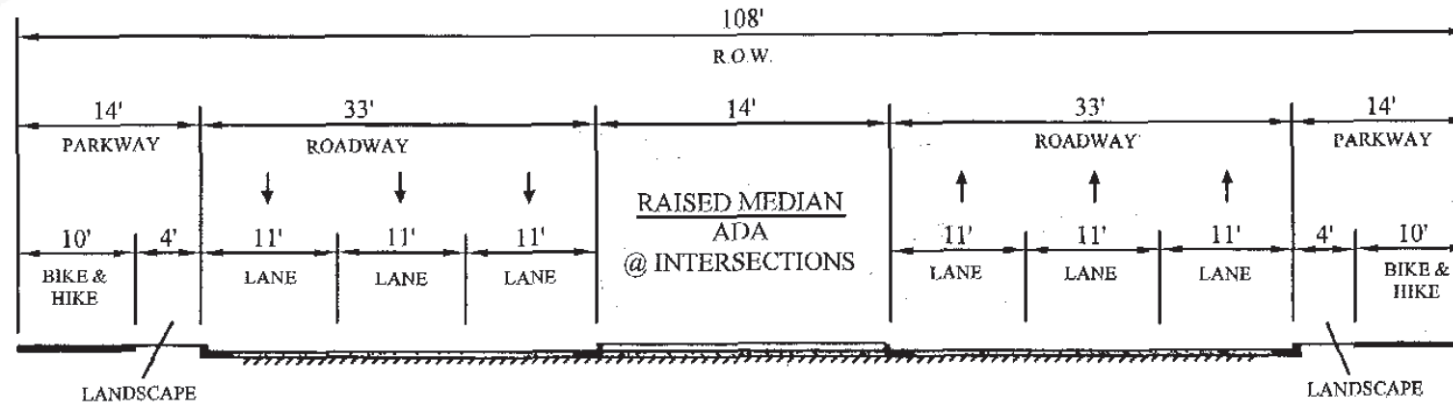 108'
R.O.W.
14' 33' 14' 33' 14'
PARKWAY ROADWAY ROADWAY PARKWAY
RAISED MEDIAN
ADA
@ INTERSECTIONS
10' 4' 11' 11' 11' 11' 11' 11' 4' 10'
BIKE & HIKE LANE LANE LANE LANE LANE LANE BIKE & HIKE
LANDSCAPE LANDSCAPE